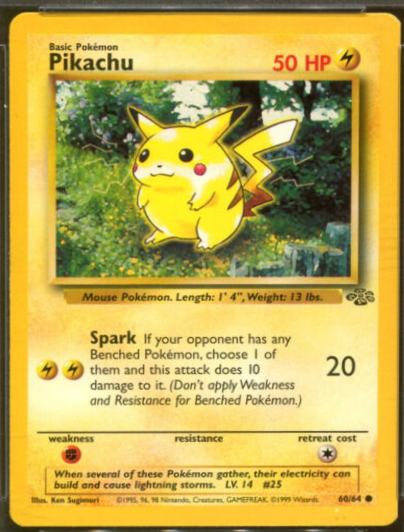 Basic Pokémon
Pikachu 50 HP
Mouse Pokémon. Length: 1' 4", Weight: 13 lbs.
Spark If your opponent has any
Benched Pokémon, choose 1 of
them and this attack does 10
damage to it. (Don't apply Weakness
and Resistance for Benched Pokémon.)
20
weakness resistance retreat cost
When several of these Pokémon gather, their electricity can
build and cause lightning storms. LV. 14 #25
Illus. Ken Sugimori ©1995, 96, 98 Nintendo, Creatures, GAMEFREAK. ©1999 Wizards. 60/64